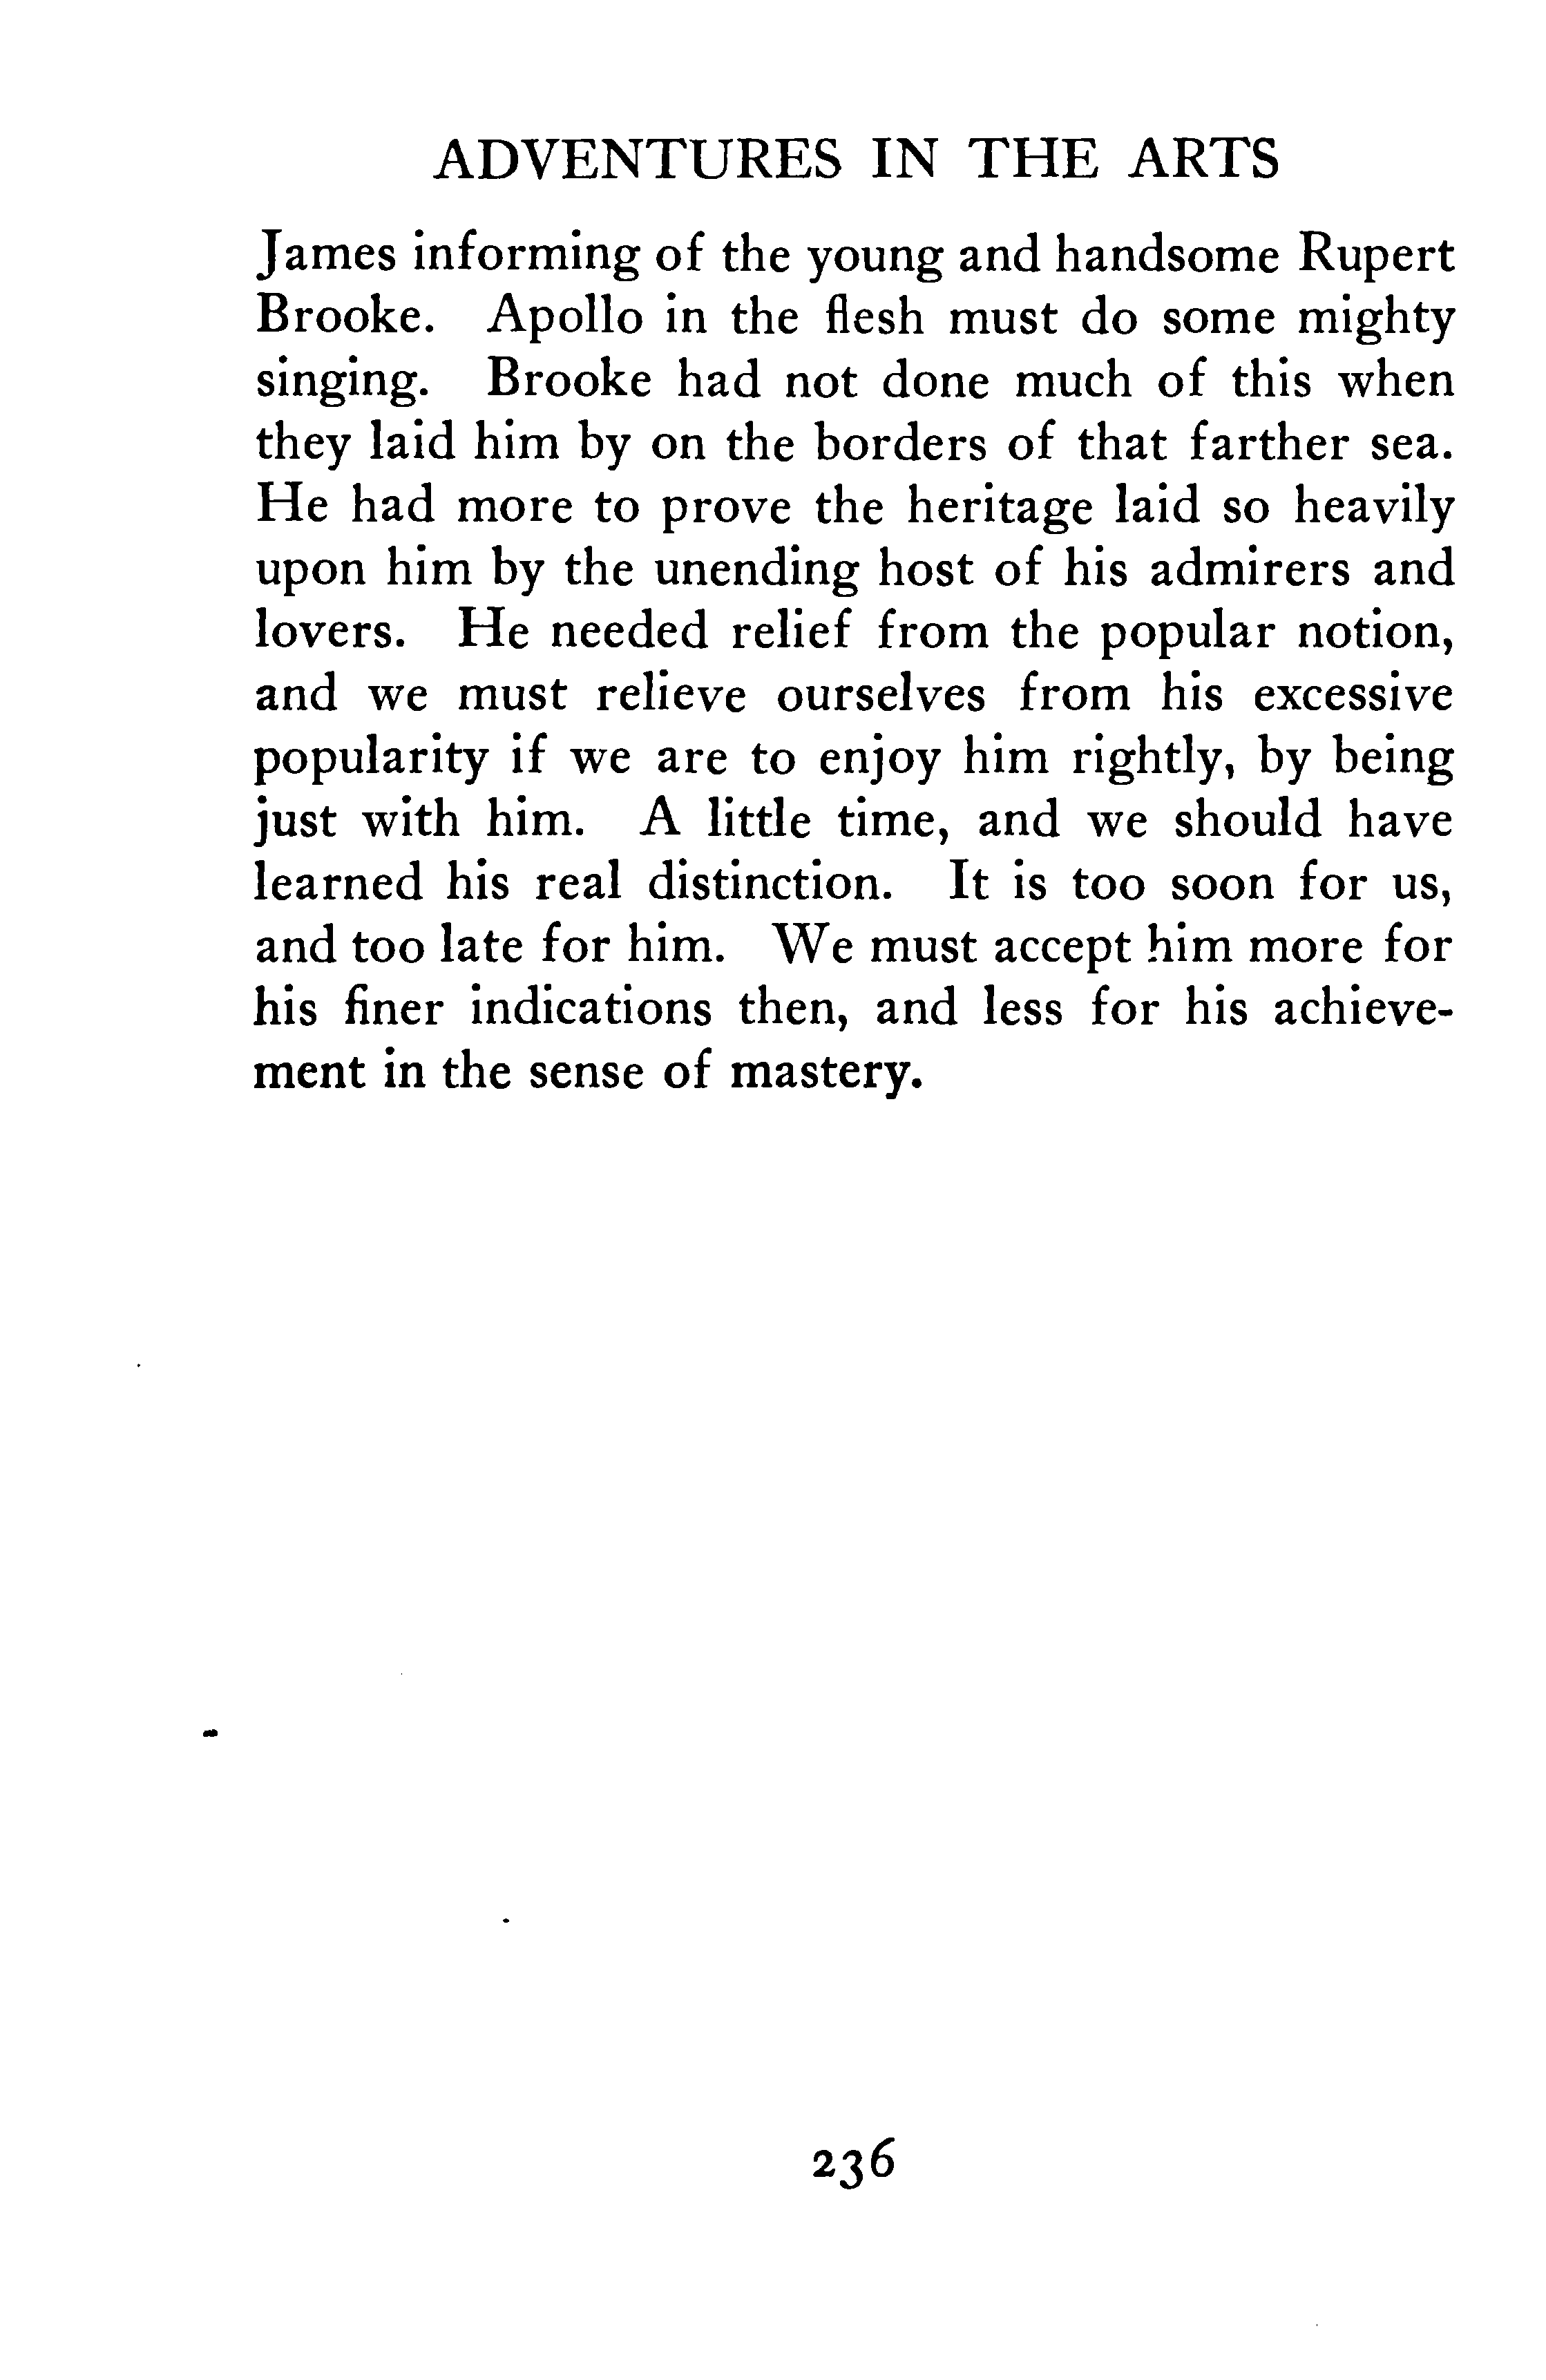 ADVENTURES IN THE ARTS
James informing of the young and handsome Rupert
Brooke. Apollo in the flesh must do some mighty
singing. Brooke had not done much of this when
they laid him by on the borders of that farther sea.
He had more to prove the heritage laid so heavily
upon him by the unending host of his admirers and
lovers. He needed relief from the popular notion,
and we must relieve ourselves from his excessive
popularity if we are to enjoy him rightly, by being
just with him. A little time, and we should have
learned his real distinction. It is too soon for us,
and too late for him. We must accept him more for
his finer indications then, and less for his achieve-
ment in the sense of mastery.
236